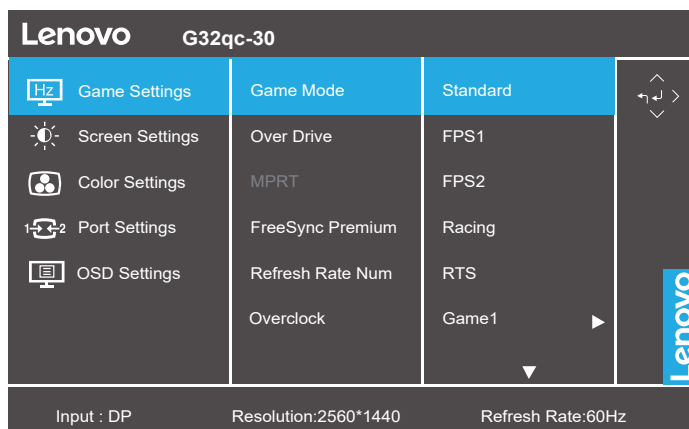 Lenovo G32qc-30
Hz Game Settings Game Mode Standard
Screen Settings Over Drive FPS1
Color Settings MPRT FPS2
1 2 Port Settings FreeSync Premium Racing
OSD Settings Refresh Rate Num RTS
Overclock Game1
Lenovo
Input : DP Resolution:2560*1440 Refresh Rate:60Hz